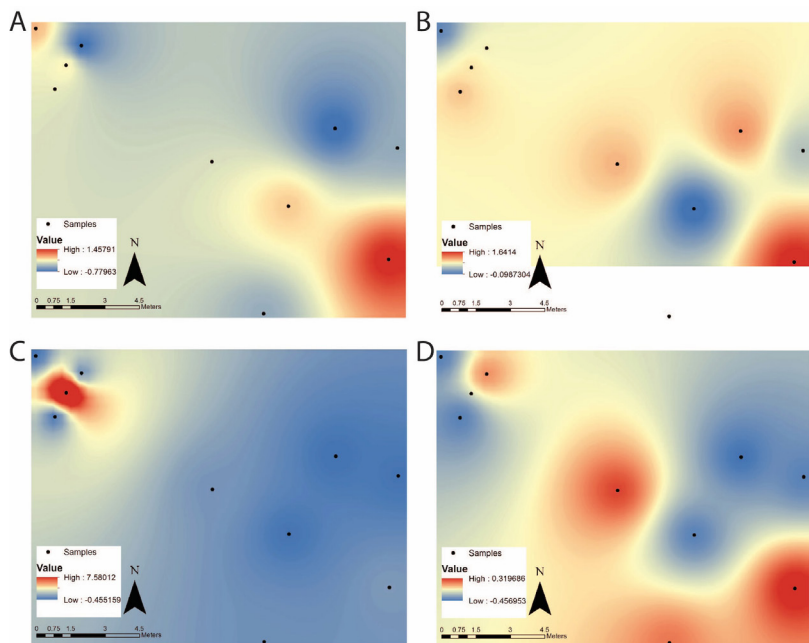 A
Samples
Value
High : 1.45791
Low : -0.77963
N
0 0.75 1.5 3 4.5
Meters
B
Samples
Value
High : 1.6414
Low : -0.0987304
N
0 0.75 1.5 3 4.5
Meters
C
Samples
Value
High : 7.58012
Low : -0.455159
N
0 0.75 1.5 3 4.5
Meters
D
Samples
Value
High : 0.319686
Low : -0.456953
N
0 0.75 1.5 3 4.5
Meters